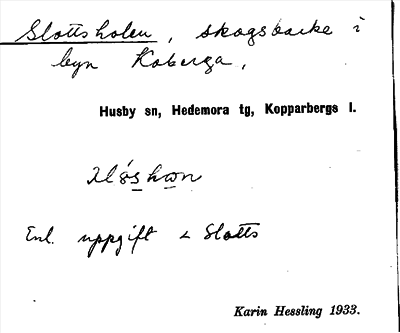 Slottsholen, skogsbacke i
byn Koberga,
Husby sn, Hedemora tg, Kopparbergs l.
Enl. uppgift < Slotts
Karin Hessling 1933.